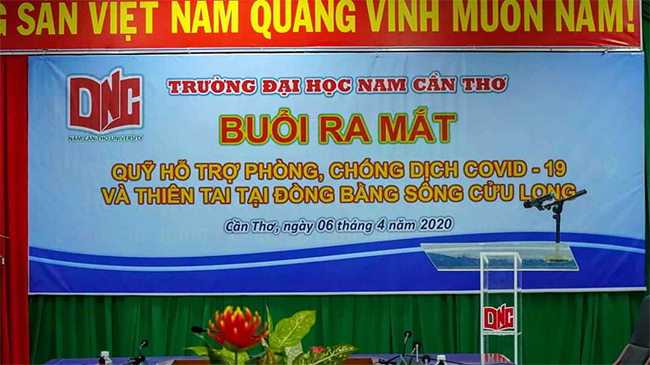 G SẢN VIỆT NAM QUANG VINH MUÔN NĂM!
TRƯỜNG ĐẠI HỌC NAM CẦN THƠ
DNC
NAM CAN THO UNIVERSITY
BUỔI RA MẮT
QUỸ HỖ TRỢ PHÒNG, CHỐNG DỊCH COVID - 19
VÀ THIÊN TAI TẠI ĐỒNG BẰNG SÔNG CỬU LONG
Cần Thơ, ngày 06 tháng 4 năm 2020
DNC